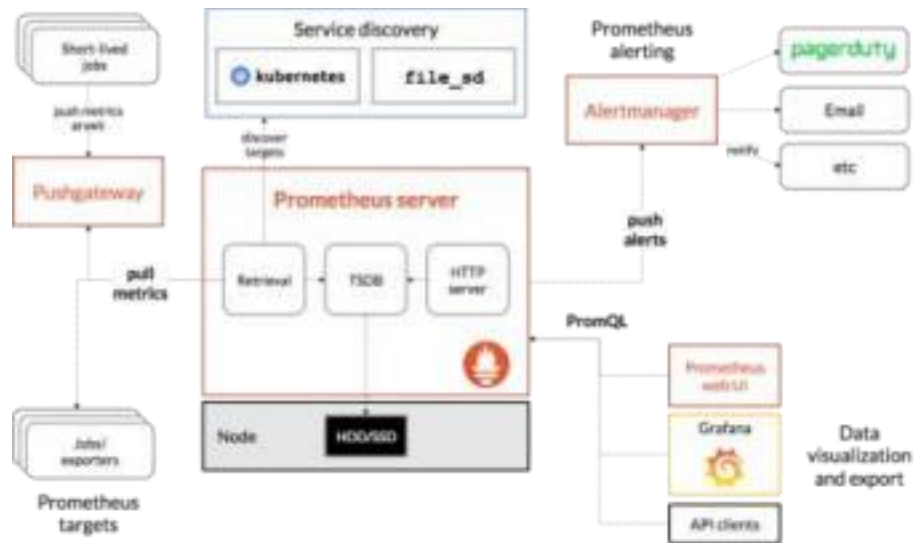 Short-lived
jobs
push metrics
at exit
Pushgateway
pull
metrics
Jobs/
exporters
Prometheus
targets
Service discovery
kubernetes
file_sd
discover
targets
Prometheus server
Retrieval
TSDB
HTTP
server
Node
HDD/SSD
Prometheus
alerting
Alertmanager
pagerduty
Email
notify
etc
push
alerts
PromQL
Prometheus
web UI
Grafana
API clients
Data
visualization
and export